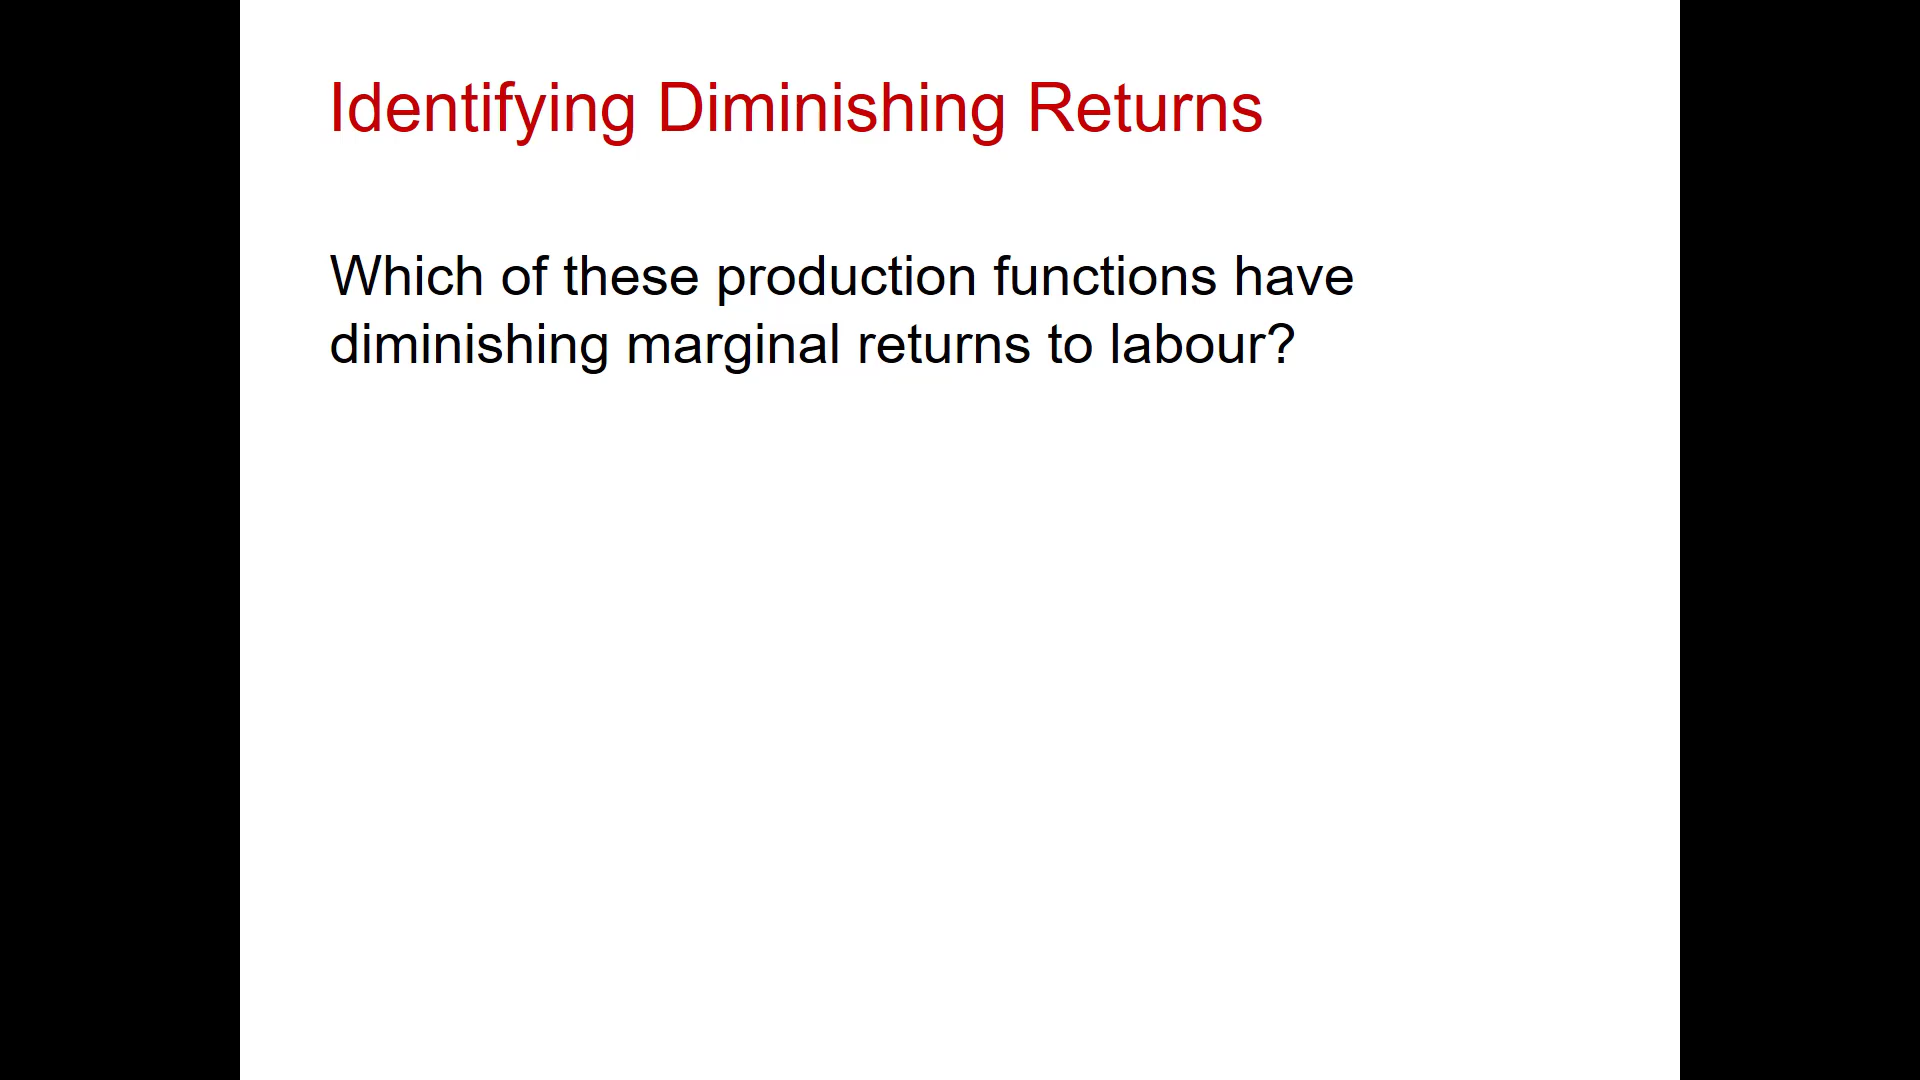 Identifying Diminishing Returns
Which of these production functions have
diminishing marginal returns to labour?